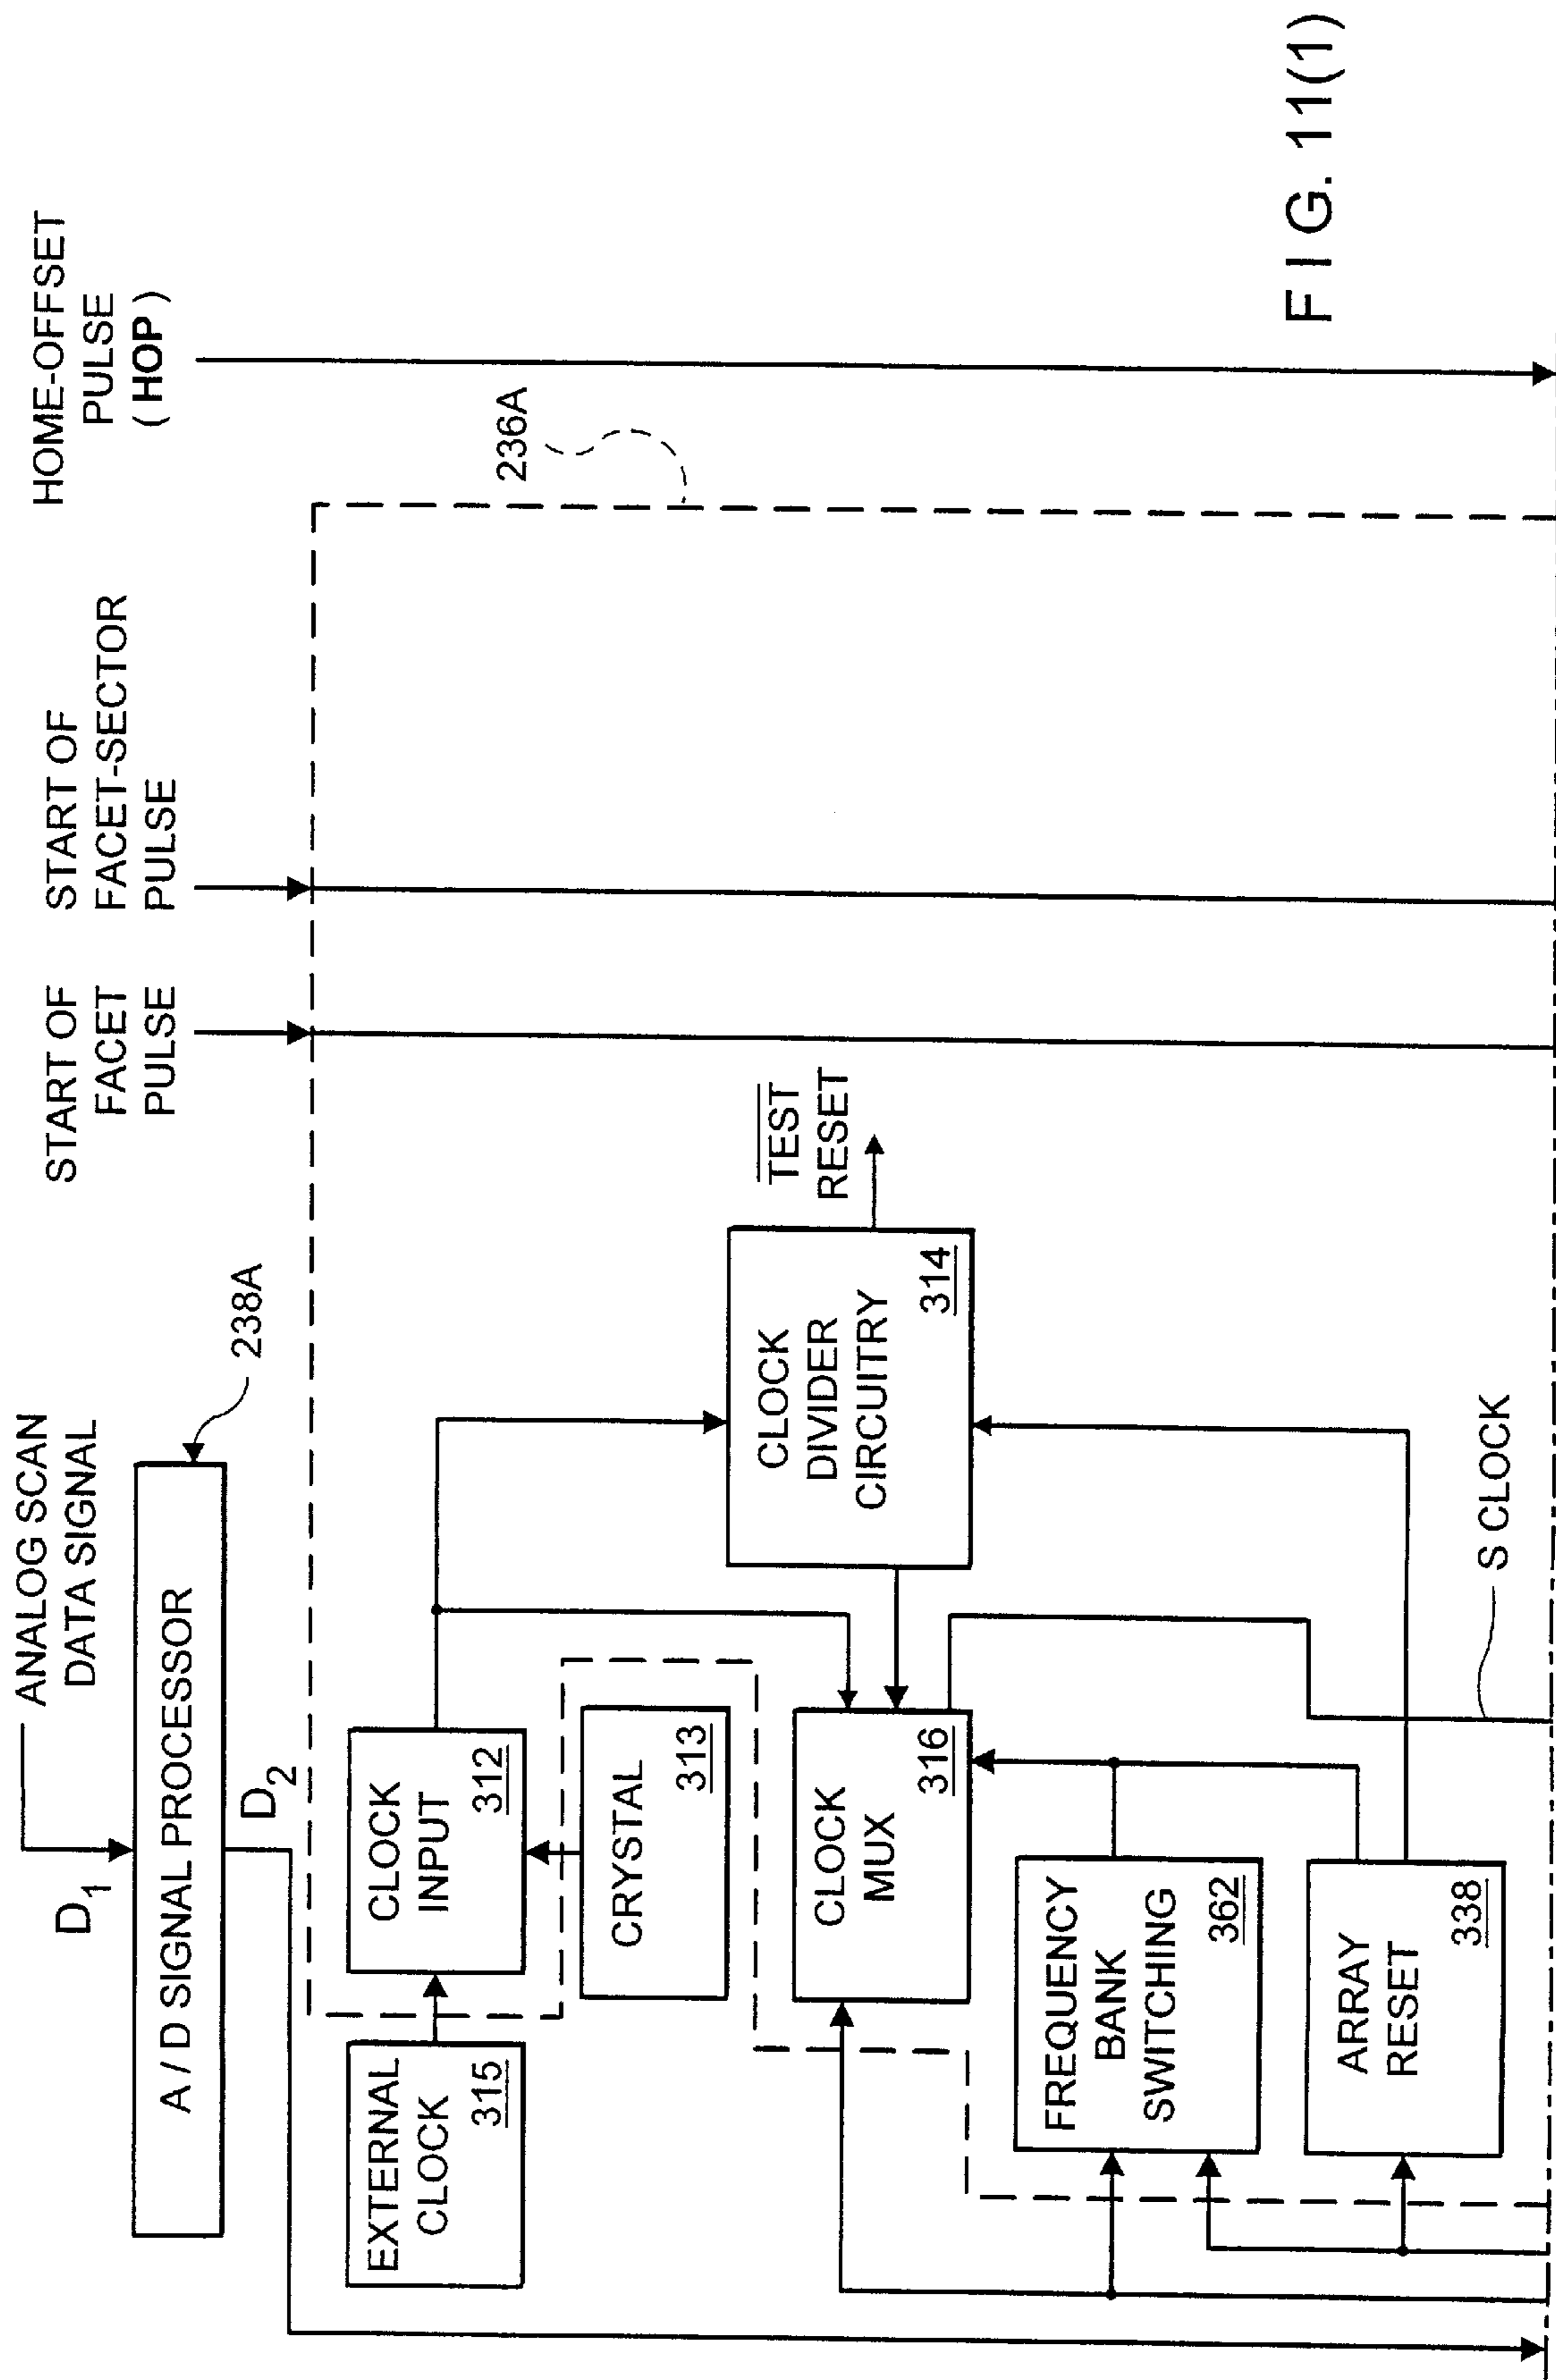 ANALOG SCAN
DATA SIGNAL
D1
A / D SIGNAL PROCESSOR
238A
D2
START OF
FACET
PULSE
START OF
FACET-SECTOR
PULSE
HOME-OFFSET
PULSE
(HOP)
236A
EXTERNAL
CLOCK
315
CLOCK
INPUT
312
CRYSTAL
313
CLOCK
MUX
316
CLOCK
DIVIDER
CIRCUITRY
314
TEST
RESET
FREQUENCY
BANK
SWITCHING
362
ARRAY
RESET
338
S CLOCK
FIG. 11(1)